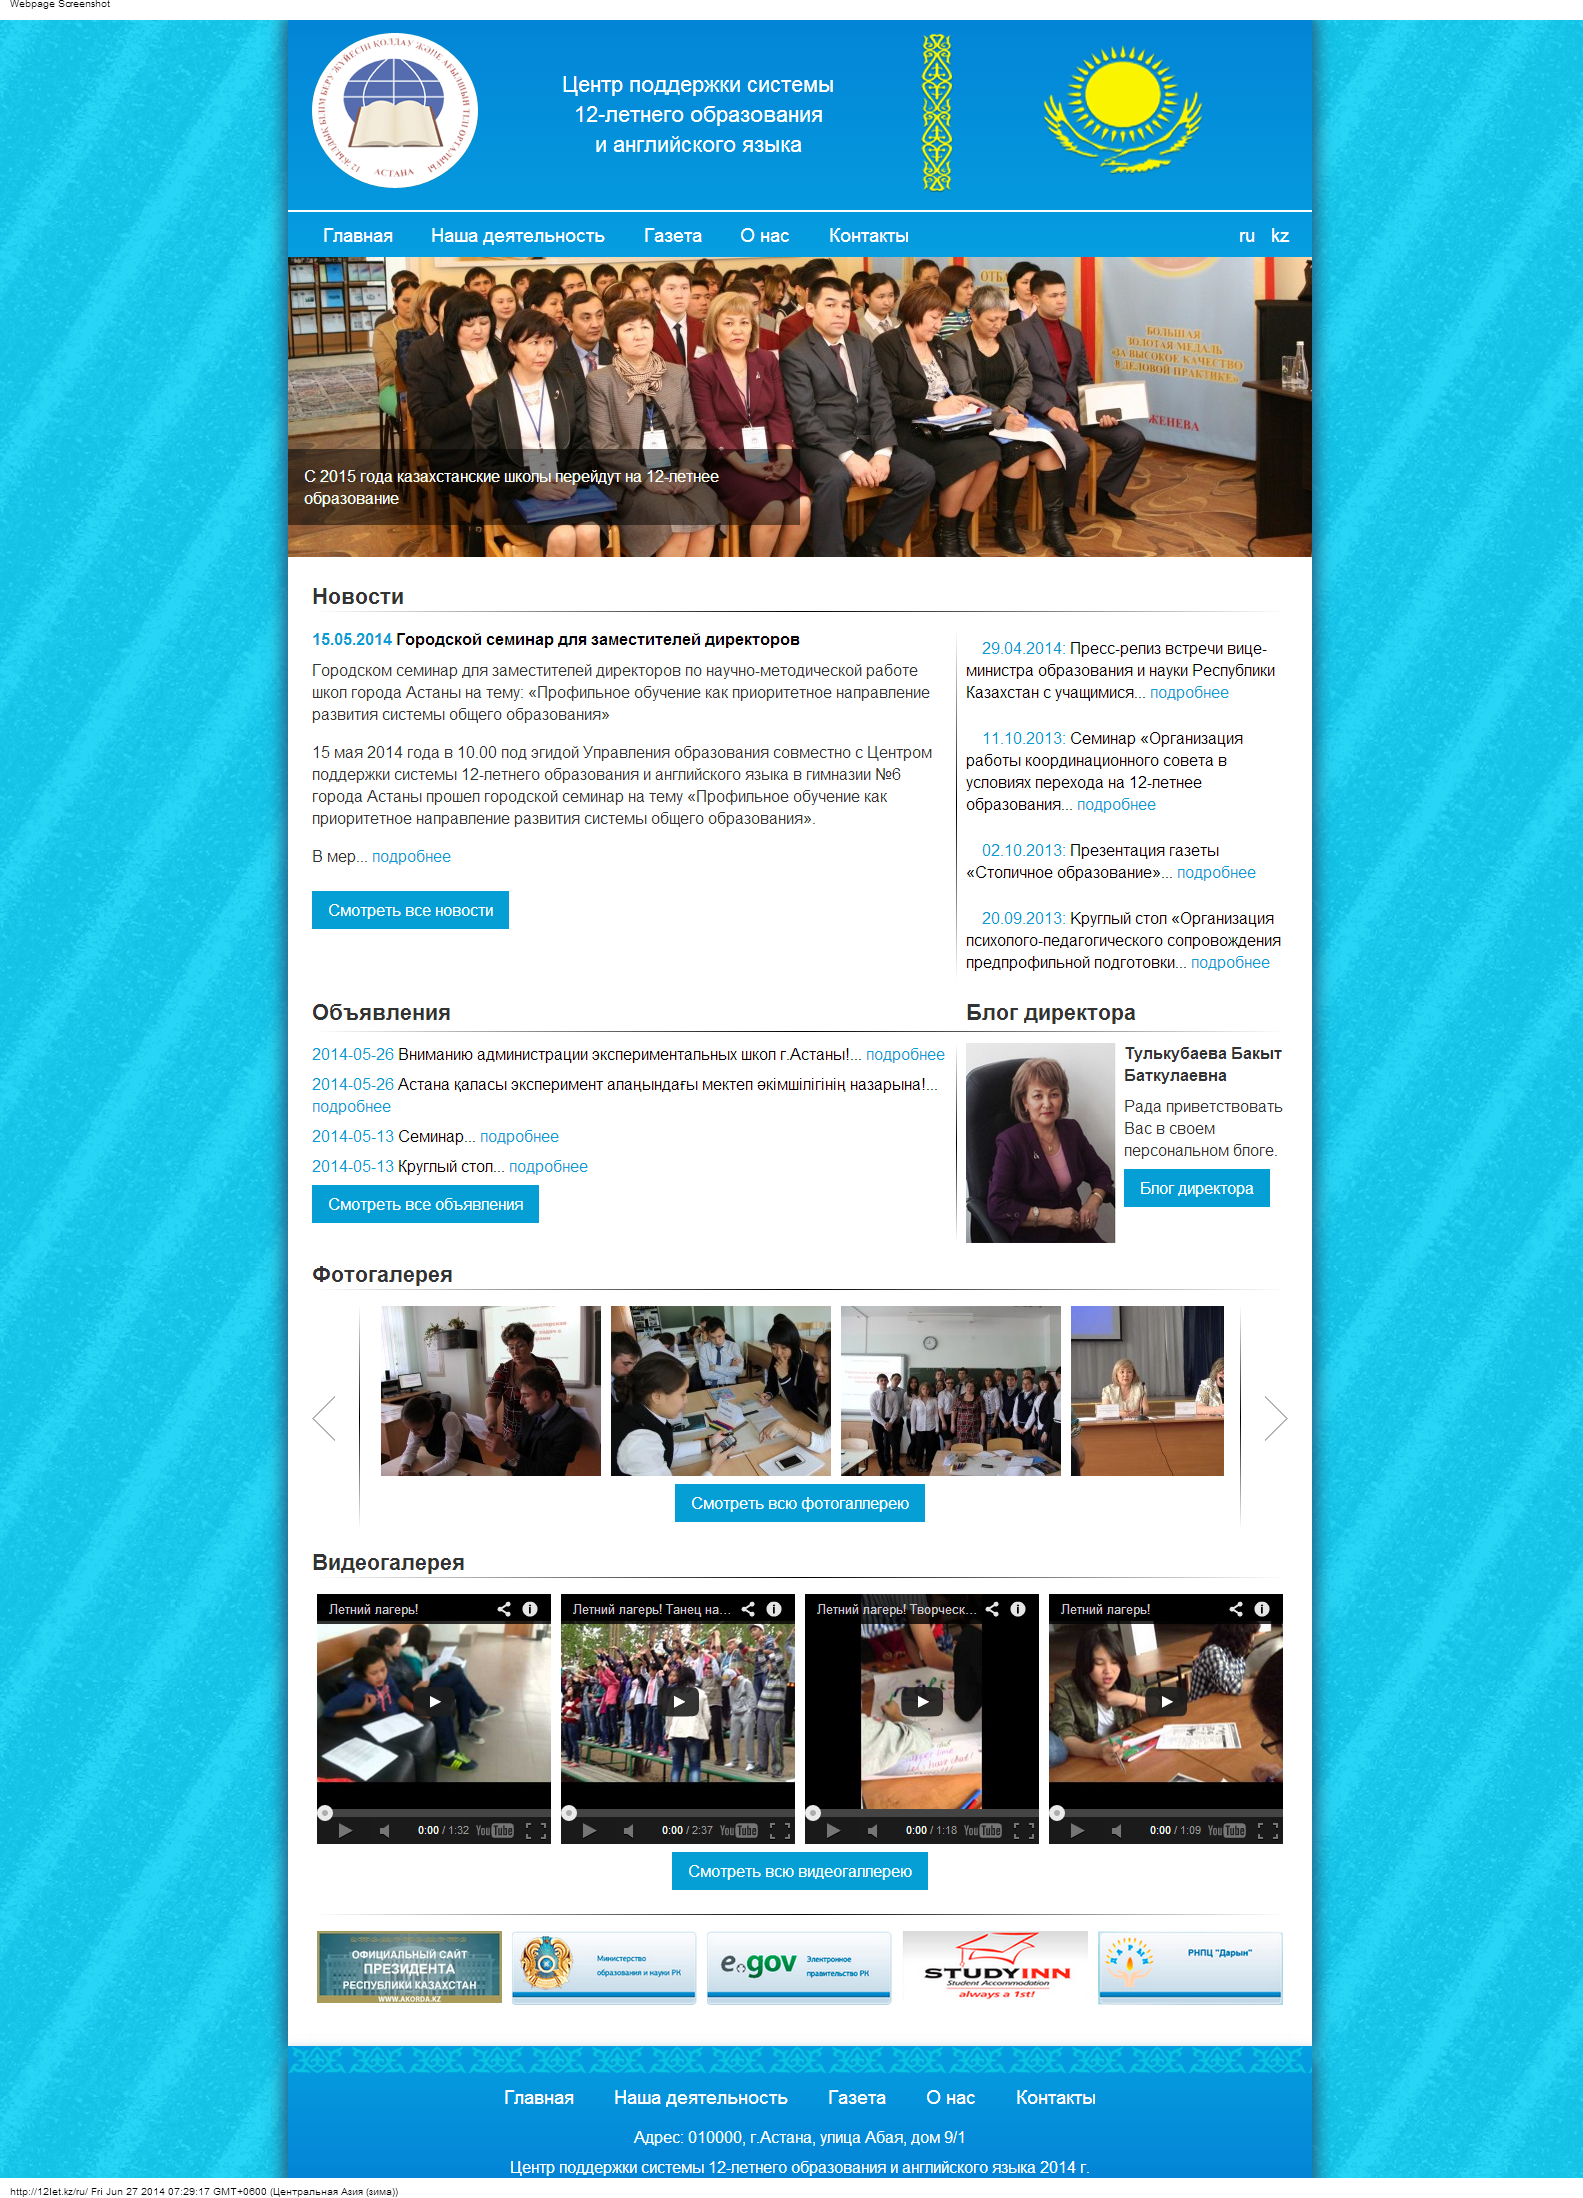 Webpage Screenshot
12-ЖЫЛДЫҚ БІЛІМ БЕРУ ЖҮЙЕСІН ҚОЛДАУ ЖӘНЕ АҒЫЛШЫН ТІЛІ ОРТАЛЫҒЫ
АСТАНА
Центр поддержки системы
12-летнего образования
и английского языка
Главная Наша деятельность Газета О нас Контакты ru kz
БОЛЬШАЯ
ЗОЛОТАЯ МЕДАЛЬ
«ЗА ВЫСОКОЕ КАЧЕСТВО
В ДЕЛОВОЙ ПРАКТИКЕ»
ЖЕНЕВА
С 2015 года казахстанские школы перейдут на 12-летнее
образование
Новости
15.05.2014 Городской семинар для заместителей директоров
Городском семинар для заместителей директоров по научно-методической работе
школ города Астаны на тему: «Профильное обучение как приоритетное направление
развития системы общего образования»
15 мая 2014 года в 10.00 под эгидой Управления образования совместно с Центром
поддержки системы 12-летнего образования и английского языка в гимназии №6
города Астаны прошел городской семинар на тему «Профильное обучение как
приоритетное направление развития системы общего образования».
В мер... подробнее
Смотреть все новости
29.04.2014: Пресс-релиз встречи вице-
министра образования и науки Республики
Казахстан с учащимися... подробнее
11.10.2013: Семинар «Организация
работы координационного совета в
условиях перехода на 12-летнее
образования... подробнее
02.10.2013: Презентация газеты
«Столичное образование»... подробнее
20.09.2013: Круглый стол «Организация
психолого-педагогического сопровождения
предпрофильной подготовки... подробнее
Объявления
2014-05-26 Вниманию администрации экспериментальных школ г.Астаны!... подробнее
2014-05-26 Астана қаласы эксперимент алаңындағы мектеп әкімшілігінің назарына!...
подробнее
2014-05-13 Семинар... подробнее
2014-05-13 Круглый стол... подробнее
Смотреть все объявления
Блог директора
Тулькубаева Бакыт
Баткулаевна
Рада приветствовать
Вас в своем
персональном блоге.
Блог директора
Фотогалерея
Смотреть всю фотогаллерею
Видеогалерея
Летний лагерь! Летний лагерь! Танец на... Летний лагерь! Творческ... Летний лагерь!
0:00 / 1:32 YouTube 0:00 / 2:37 YouTube 0:00 / 1:18 YouTube 0:00 / 1:09 YouTube
Смотреть всю видеогаллерею
ОФИЦИАЛЬНЫЙ САЙТ
ПРЕЗИДЕНТА
РЕСПУБЛИКИ КАЗАХСТАН
WWW.AKORDA.KZ
Министерство
образования и науки РК
e.gov Электронное
правительство РК
STUDYINN
Student Accommodation
always a 1st!
ДАРЫН
РНПЦ "Дарын"
Главная Наша деятельность Газета О нас Контакты
Адрес: 010000, г.Астана, улица Абая, дом 9/1
Центр поддержки системы 12-летнего образования и английского языка 2014 г.
http://12let.kz/ru/ Fri Jun 27 2014 07:29:17 GMT+0600 (Центральная Азия (зима))